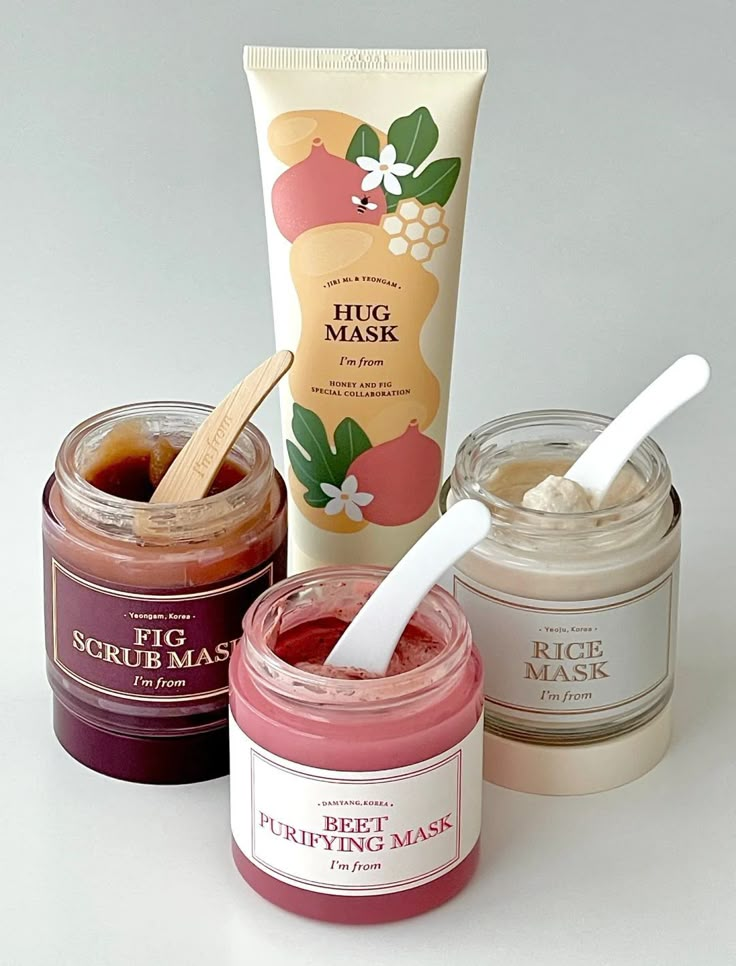 • JIRI Mt. & YEONGAM •
HUG
MASK
I'm from
HONEY AND FIG
SPECIAL COLLABORATION
I'm from
• Yeongam, Korea •
FIG
SCRUB MASK
I'm from
• Yeoju, Korea •
RICE
MASK
I'm from
• DAMYANG, KOREA •
BEET
PURIFYING MASK
I'm from